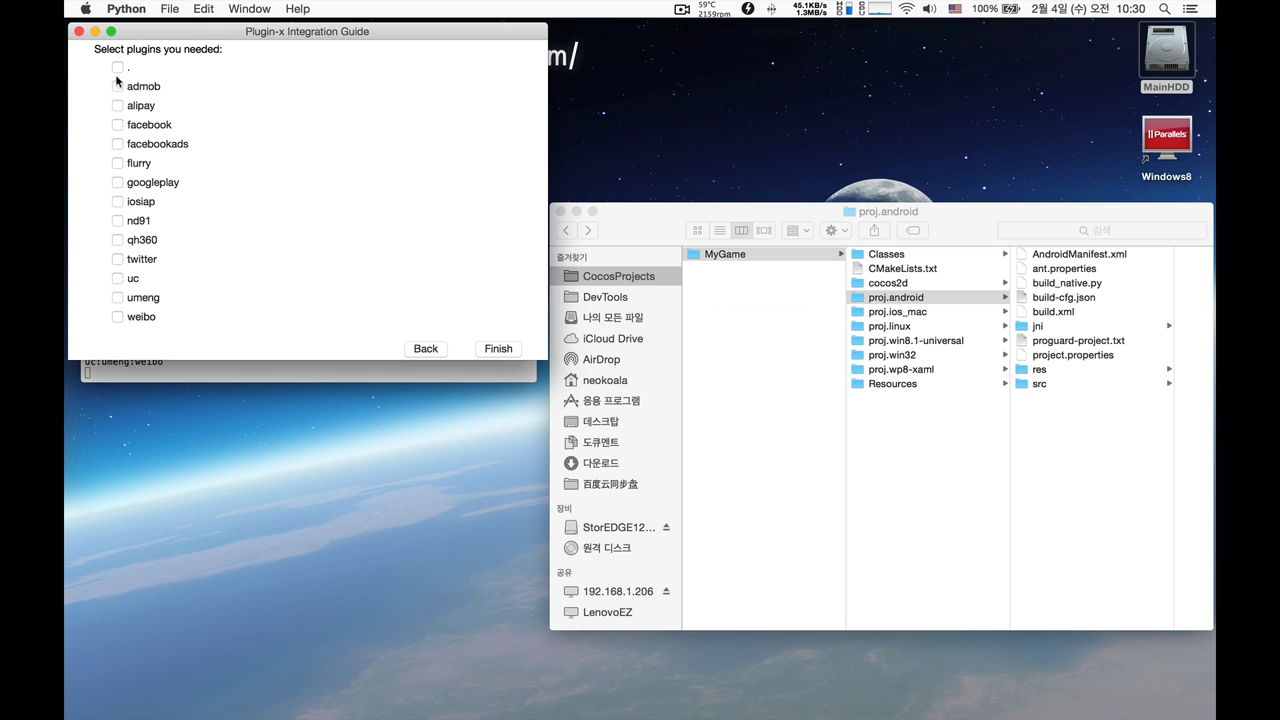 Python File Edit Window Help
59°C
2159rpm
45.1KB/s
1.3MB/s
100% 2월 4일 (수) 오전 10:30
Plugin-x Integration Guide
Select plugins you needed:
.
admob
alipay
facebook
facebookads
flurry
googleplay
iosiap
nd91
qh360
twitter
uc
umeng
weibo
Back Finish
uc:umeng:weibo
m/
MainHDD
Parallels
Windows8
proj.android
검색
즐겨찾기
CocosProjects
DevTools
나의 모든 파일
iCloud Drive
AirDrop
neokoala
응용 프로그램
데스크탑
도큐멘트
다운로드
百度云同步盘
장비
StorEDGE12...
원격 디스크
공유
192.168.1.206
LenovoEZ
MyGame
Classes
CMakeLists.txt
cocos2d
proj.android
proj.ios_mac
proj.linux
proj.win8.1-universal
proj.win32
proj.wp8-xaml
Resources
AndroidManifest.xml
ant.properties
build_native.py
build-cfg.json
build.xml
jni
proguard-project.txt
project.properties
res
src